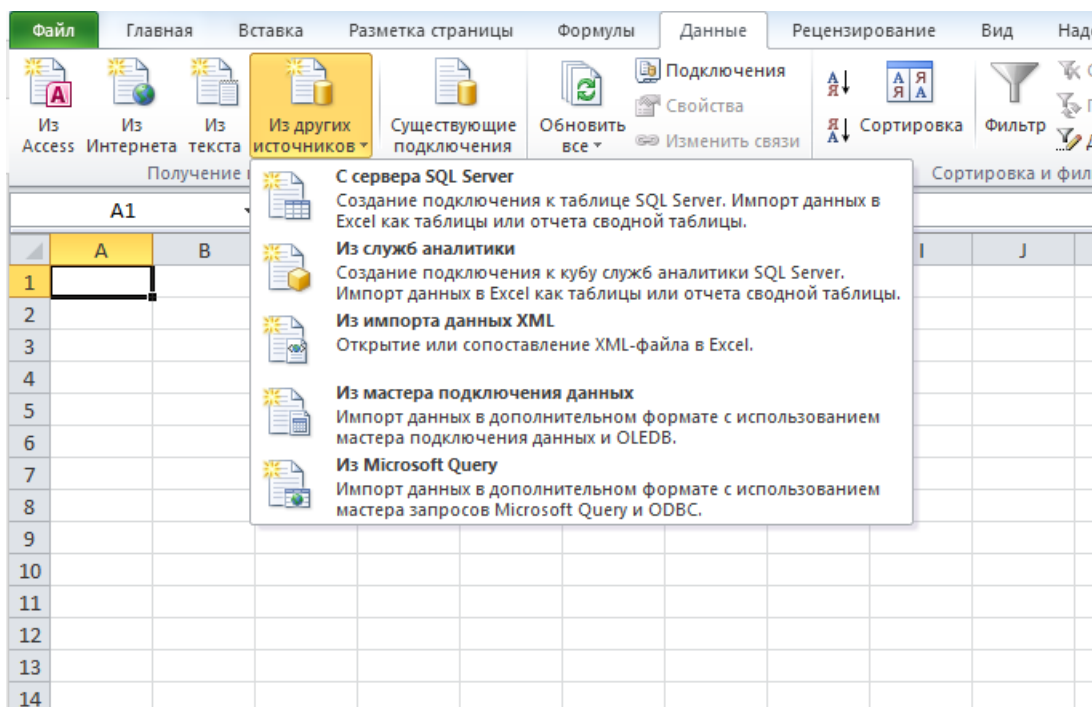 Файл Главная Вставка Разметка страницы Формулы Данные Рецензирование Вид
Подключения
Свойства
Изменить связи
Из Access
Из Интернета
Из текста
Из других источников
Существующие подключения
Обновить все
А Я
Я А
А Я
Я А
Сортировка
Фильтр
Получение
Сортировка и
A1
С сервера SQL Server
Создание подключения к таблице SQL Server. Импорт данных в
Excel как таблицы или отчета сводной таблицы.
Из служб аналитики
Создание подключения к кубу служб аналитики SQL Server.
Импорт данных в Excel как таблицы или отчета сводной таблицы.
Из импорта данных XML
Открытие или сопоставление XML-файла в Excel.
Из мастера подключения данных
Импорт данных в дополнительном формате с использованием
мастера подключения данных и OLEDB.
Из Microsoft Query
Импорт данных в дополнительном формате с использованием
мастера запросов Microsoft Query и ODBC.
A B I J
1
2
3
4
5
6
7
8
9
10
11
12
13
14